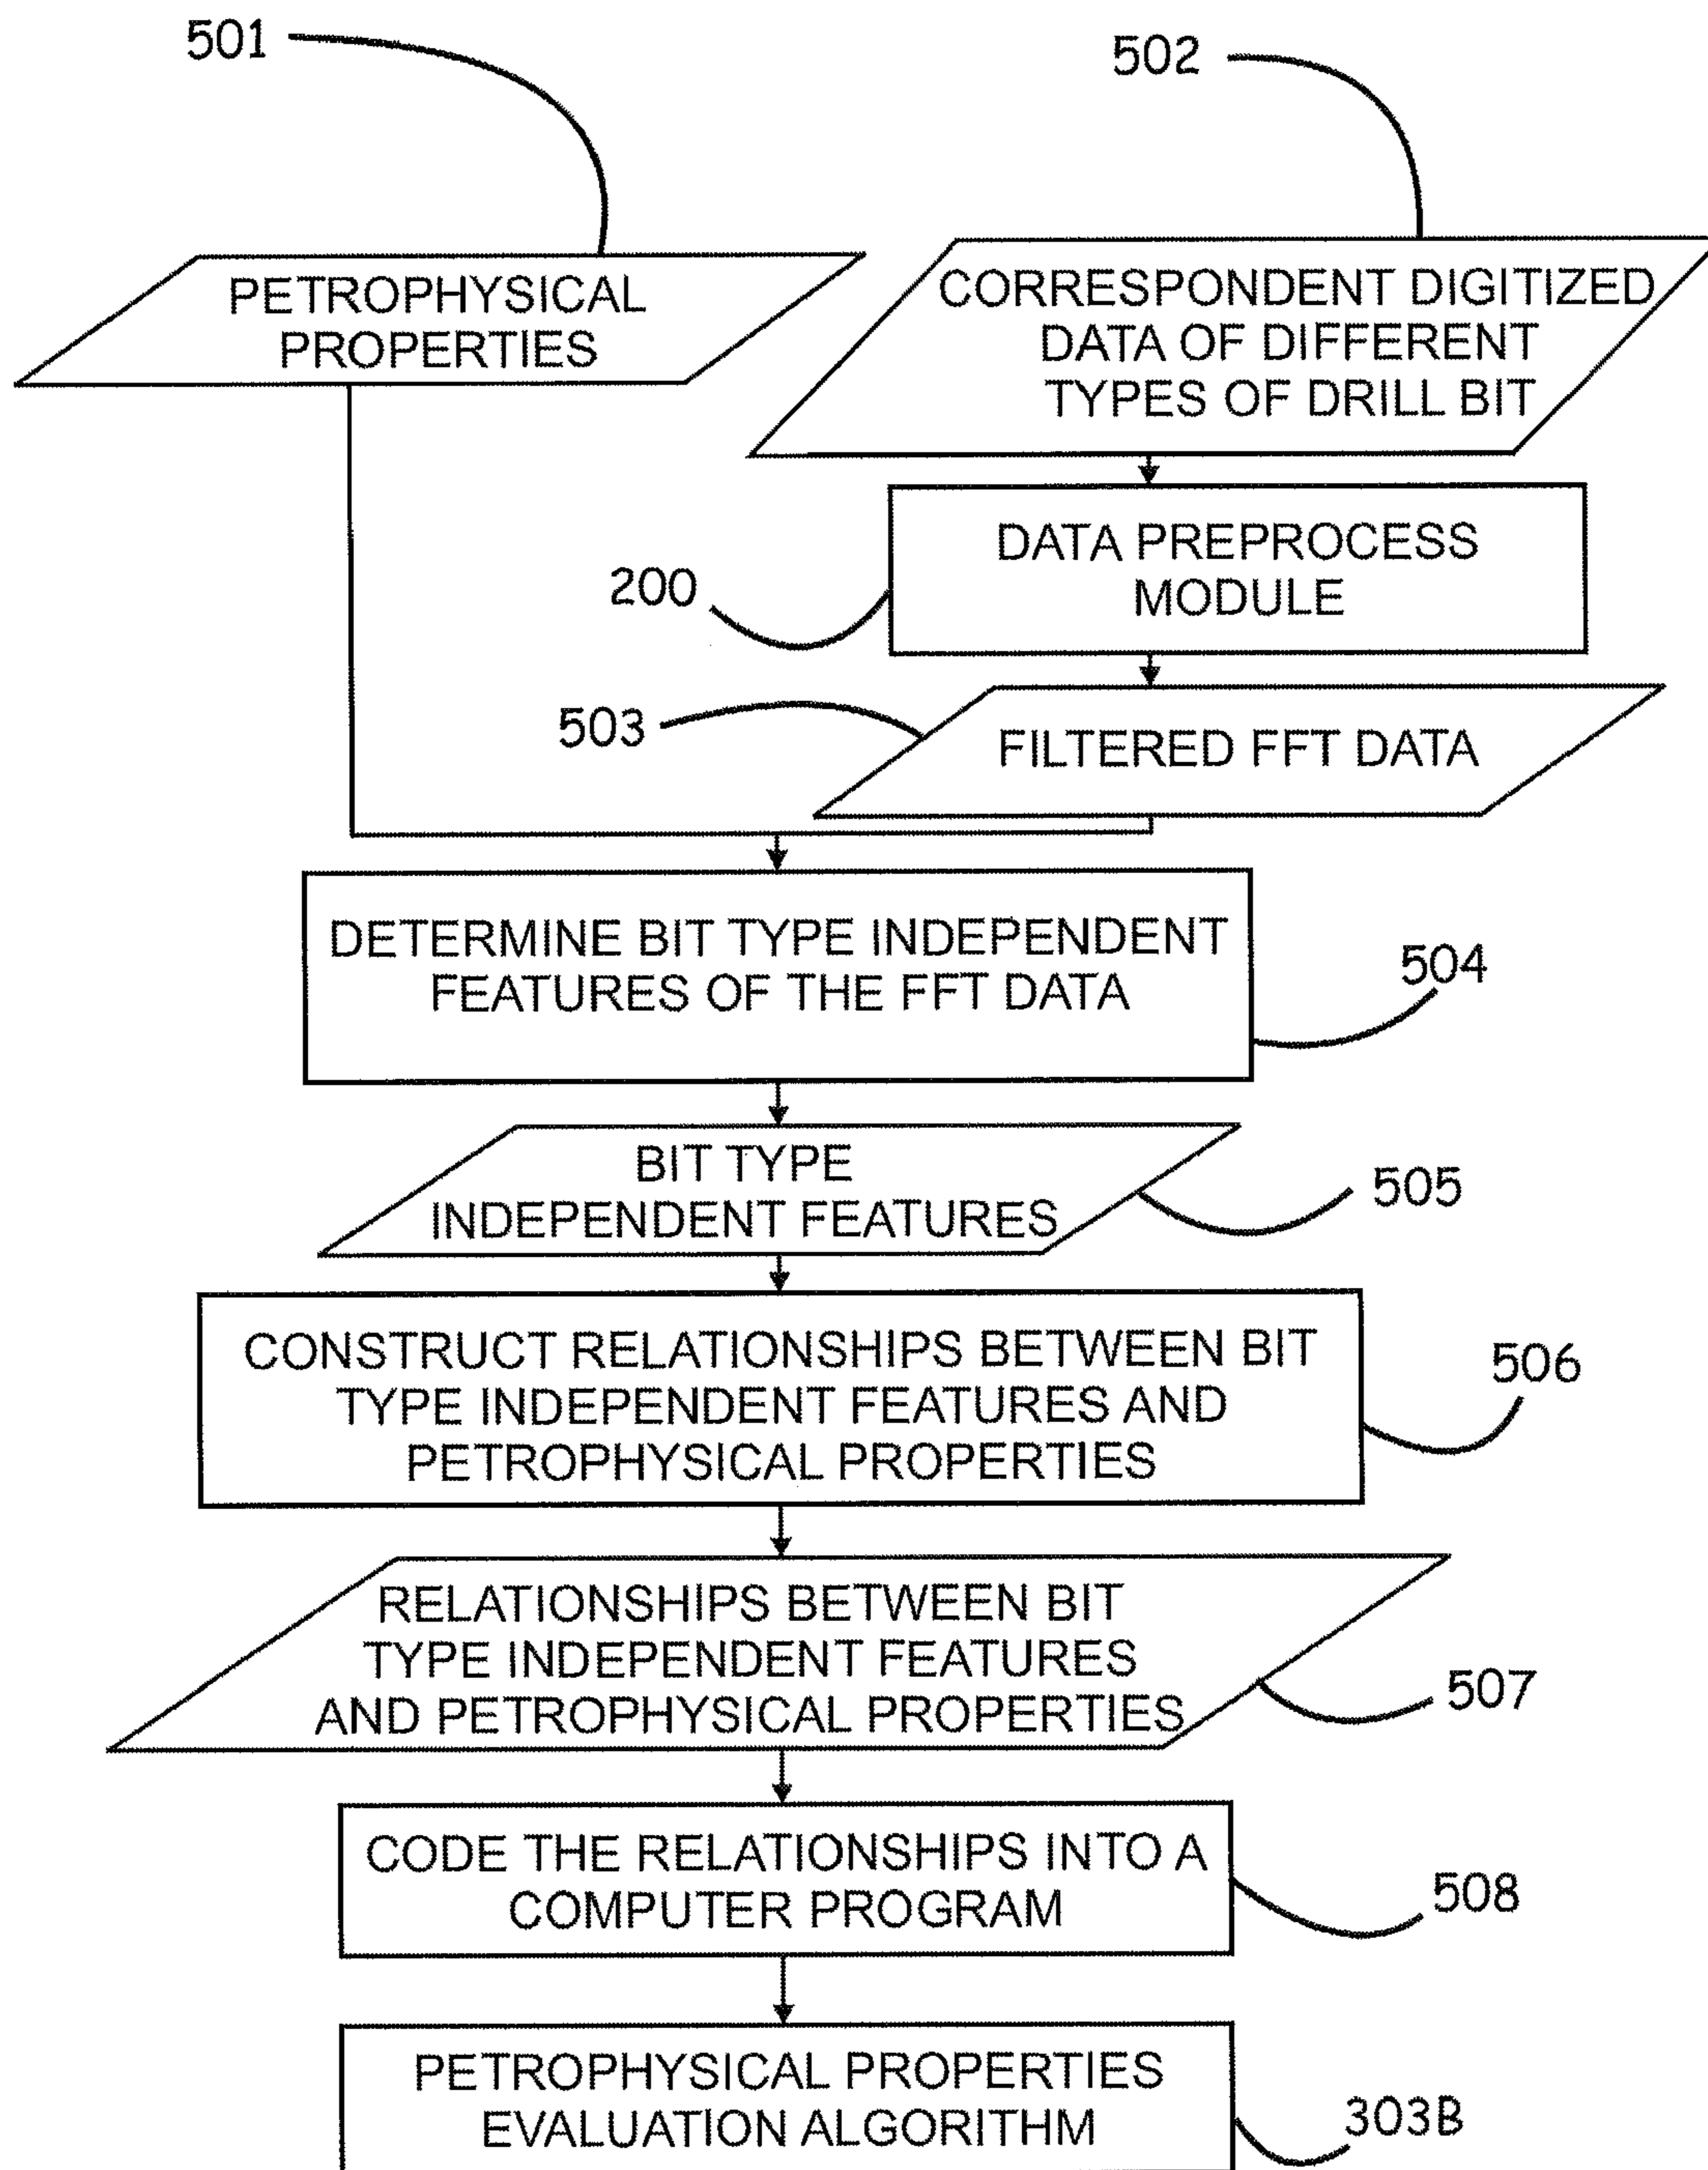 501
502
PETROPHYSICAL
PROPERTIES
CORRESPONDENT DIGITIZED
DATA OF DIFFERENT
TYPES OF DRILL BIT
200
DATA PREPROCESS
MODULE
503
FILTERED FFT DATA
DETERMINE BIT TYPE INDEPENDENT
FEATURES OF THE FFT DATA
504
BIT TYPE
INDEPENDENT FEATURES
505
CONSTRUCT RELATIONSHIPS BETWEEN BIT
TYPE INDEPENDENT FEATURES AND
PETROPHYSICAL PROPERTIES
506
RELATIONSHIPS BETWEEN BIT
TYPE INDEPENDENT FEATURES
AND PETROPHYSICAL PROPERTIES
507
CODE THE RELATIONSHIPS INTO A
COMPUTER PROGRAM
508
PETROPHYSICAL PROPERTIES
EVALUATION ALGORITHM
303B